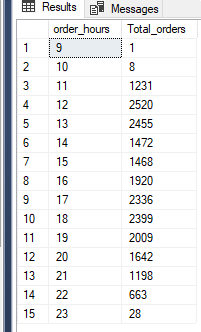 Results Messages
order_hours Total_orders
1 9 1
2 10 8
3 11 1231
4 12 2520
5 13 2455
6 14 1472
7 15 1468
8 16 1920
9 17 2336
10 18 2399
11 19 2009
12 20 1642
13 21 1198
14 22 663
15 23 28